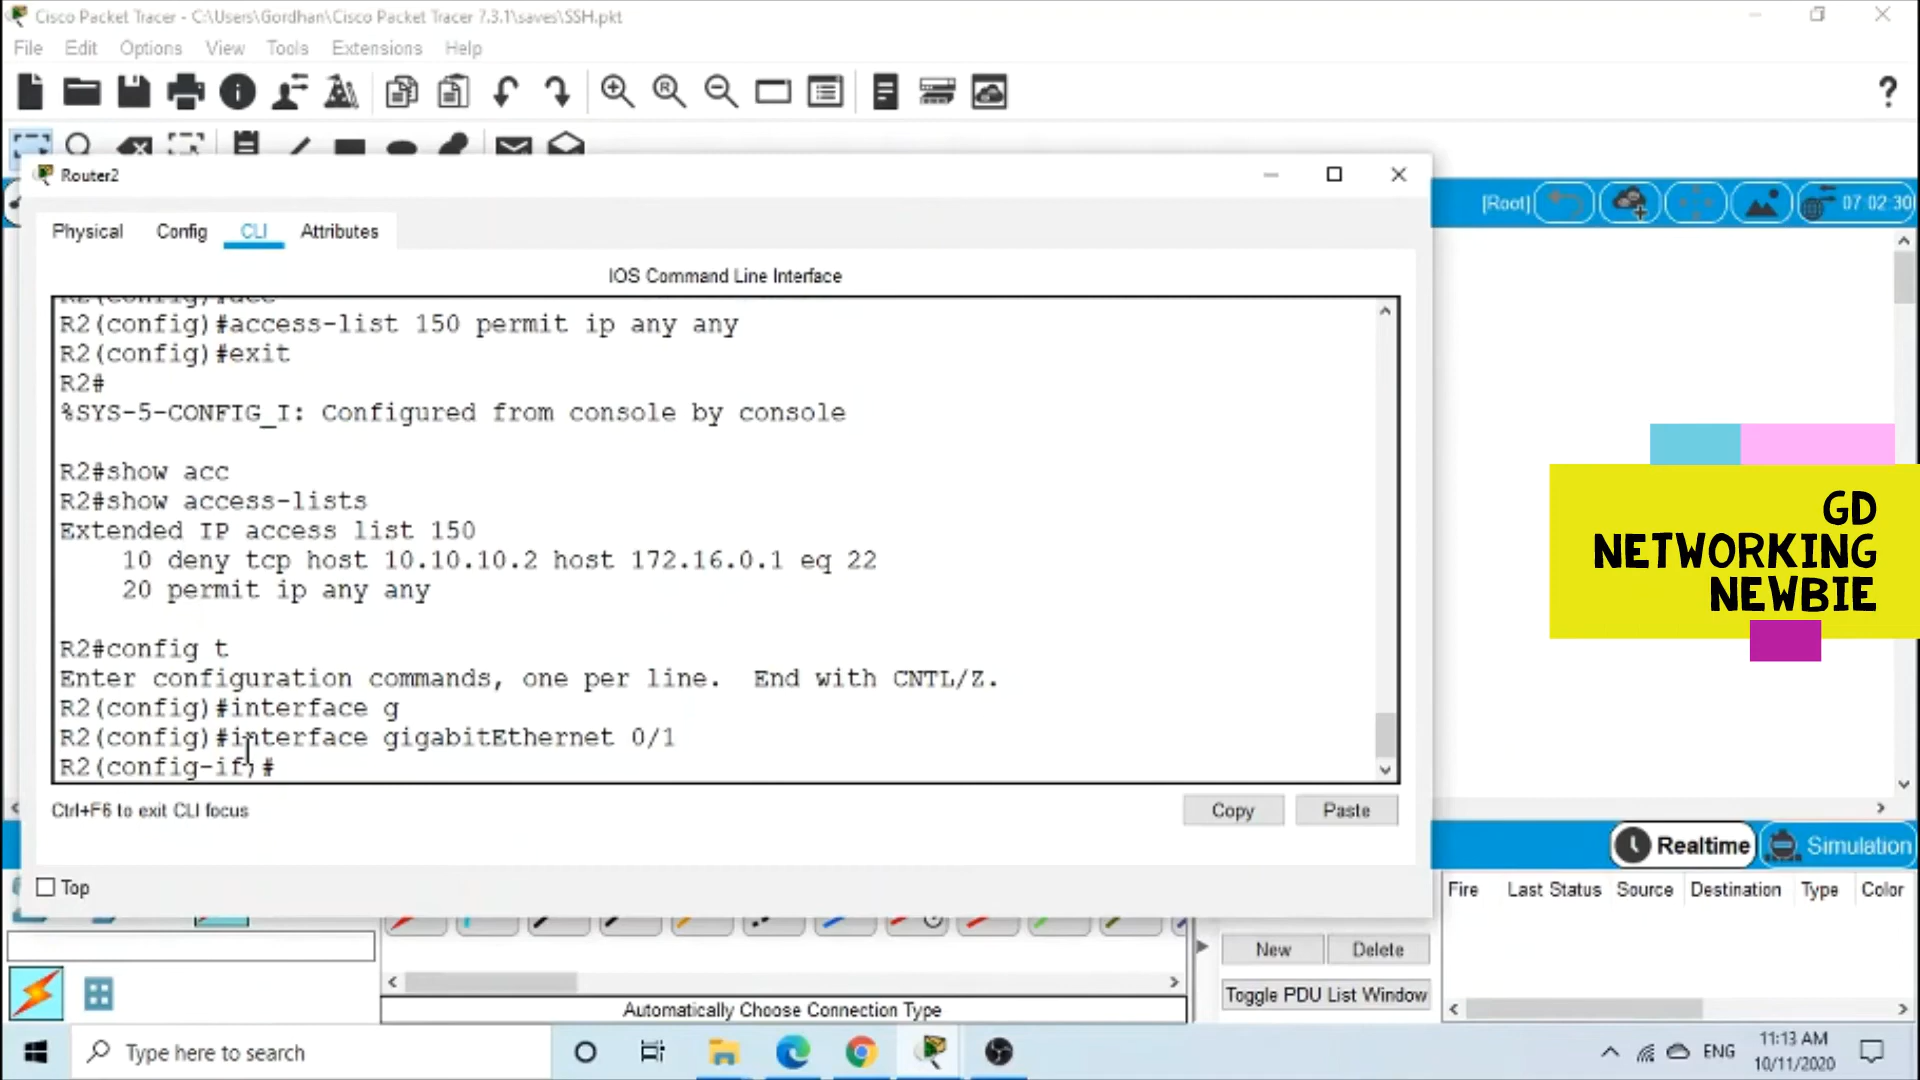 Cisco Packet Tracer - C:\Users\Gordhan\Cisco Packet Tracer 7.3.1\saves\SSH.pkt
File Edit Options View Tools Extensions Help
?
Router2
[Root] 07:02:30
Physical Config CLI Attributes
IOS Command Line Interface
R2(config)#acc
R2(config)#access-list 150 permit ip any any
R2(config)#exit
R2#
%SYS-5-CONFIG_I: Configured from console by console
R2#show acc
R2#show access-lists
Extended IP access list 150
10 deny tcp host 10.10.10.2 host 172.16.0.1 eq 22
20 permit ip any any
R2#config t
Enter configuration commands, one per line. End with CNTL/Z.
R2(config)#interface g
R2(config)#interface gigabitEthernet 0/1
R2(config-if)#
GD
NETWORKING
NEWBIE
Ctrl+F6 to exit CLI focus
Copy Paste
Top
Realtime Simulation
Fire Last Status Source Destination Type Color
New Delete
Toggle PDU List Window
Automatically Choose Connection Type
Type here to search
ENG
11:13 AM
10/11/2020